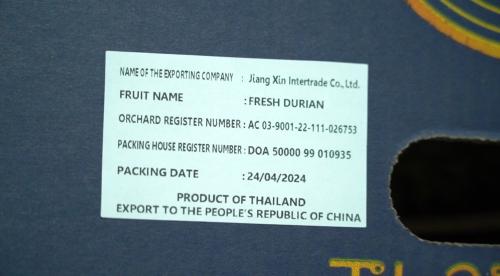 NAME OF THE EXPORTING COMPANY : Jiang Xin Intertrade Co., Ltd.
FRUIT NAME : FRESH DURIAN
ORCHARD REGISTER NUMBER : AC 03-9001-22-111-026753
PACKING HOUSE REGISTER NUMBER : DOA 50000 99 010935
PACKING DATE : 24/04/2024
PRODUCT OF THAILAND
EXPORT TO THE PEOPLE'S REPUBLIC OF CHINA